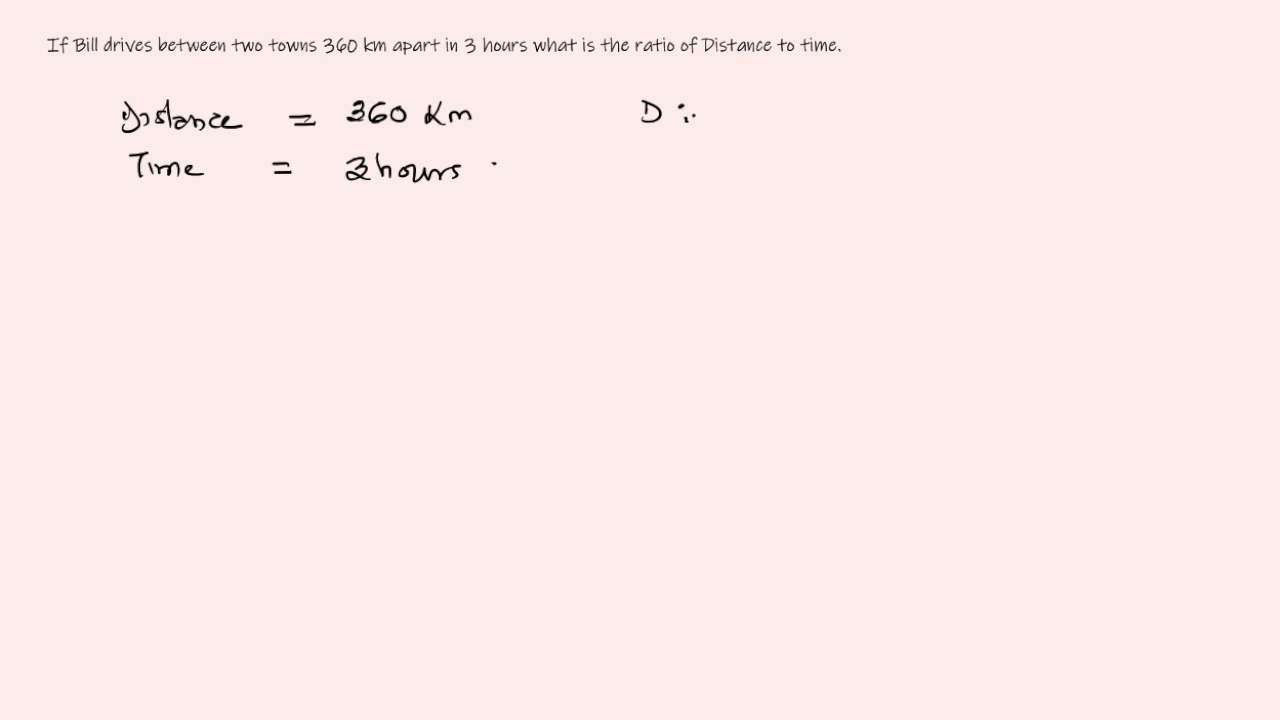 If Bill drives between two towns 360 km apart in 3 hours what is the ratio of Distance to time.
Distance = 360 Km D :
Time = 3 hours .